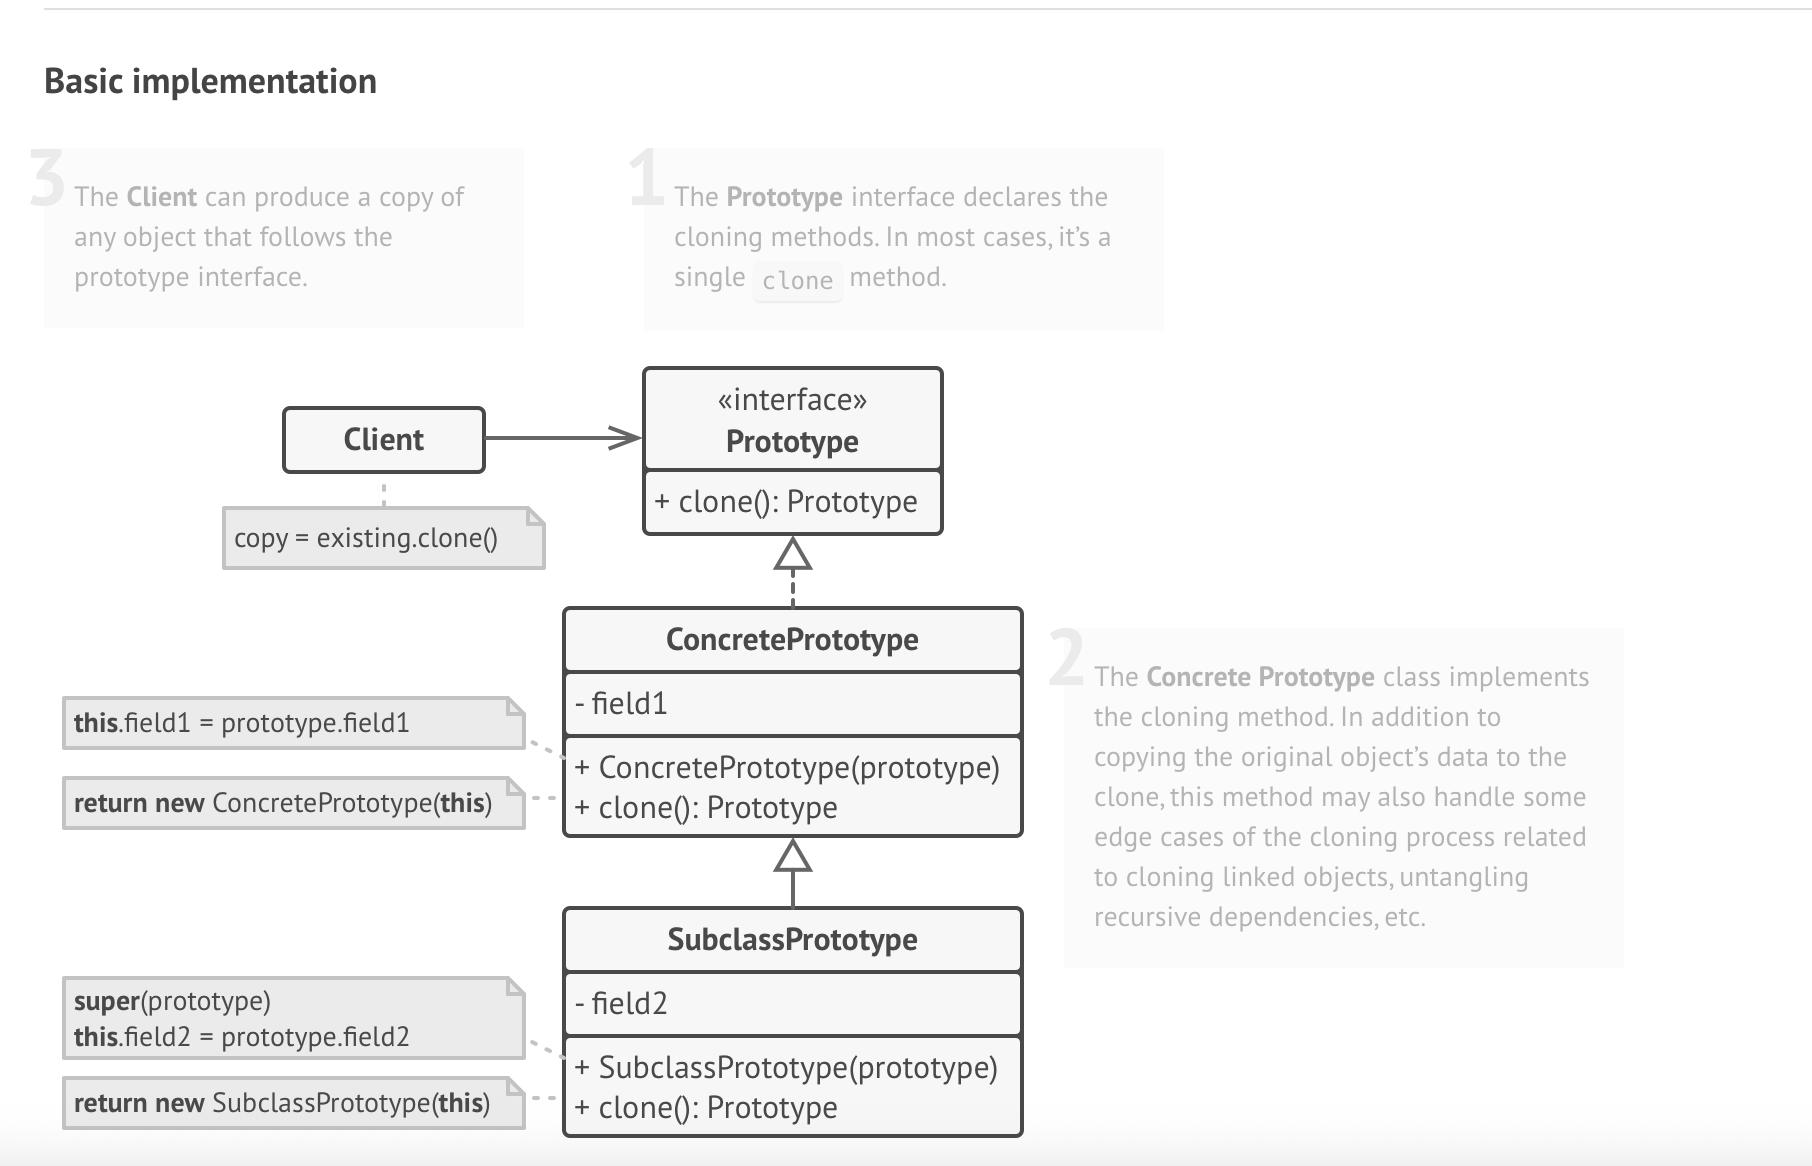 Basic implementation
3
The Client can produce a copy of
any object that follows the
prototype interface.
1
The Prototype interface declares the
cloning methods. In most cases, it’s a
single clone method.
Client
copy = existing.clone()
«interface»
Prototype
+ clone(): Prototype
ConcretePrototype
- field1
+ ConcretePrototype(prototype)
+ clone(): Prototype
this.field1 = prototype.field1
return new ConcretePrototype(this)
2
The Concrete Prototype class implements
the cloning method. In addition to
copying the original object’s data to the
clone, this method may also handle some
edge cases of the cloning process related
to cloning linked objects, untangling
recursive dependencies, etc.
SubclassPrototype
- field2
+ SubclassPrototype(prototype)
+ clone(): Prototype
super(prototype)
this.field2 = prototype.field2
return new SubclassPrototype(this)